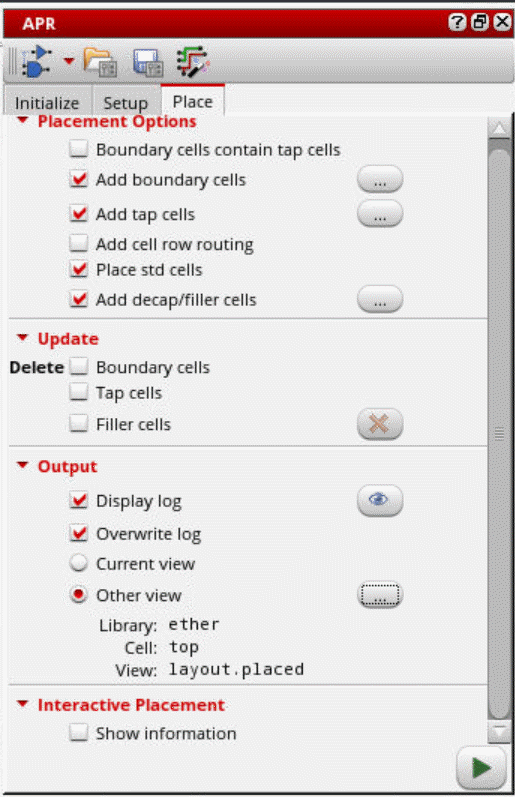 APR
Initialize Setup Place
Placement Options
Boundary cells contain tap cells
Add boundary cells ...
Add tap cells ...
Add cell row routing
Place std cells
Add decap/filler cells ...
Update
Delete Boundary cells
Tap cells
Filler cells
Output
Display log
Overwrite log
Current view
Other view ...
Library: ether
Cell: top
View: layout.placed
Interactive Placement
Show information